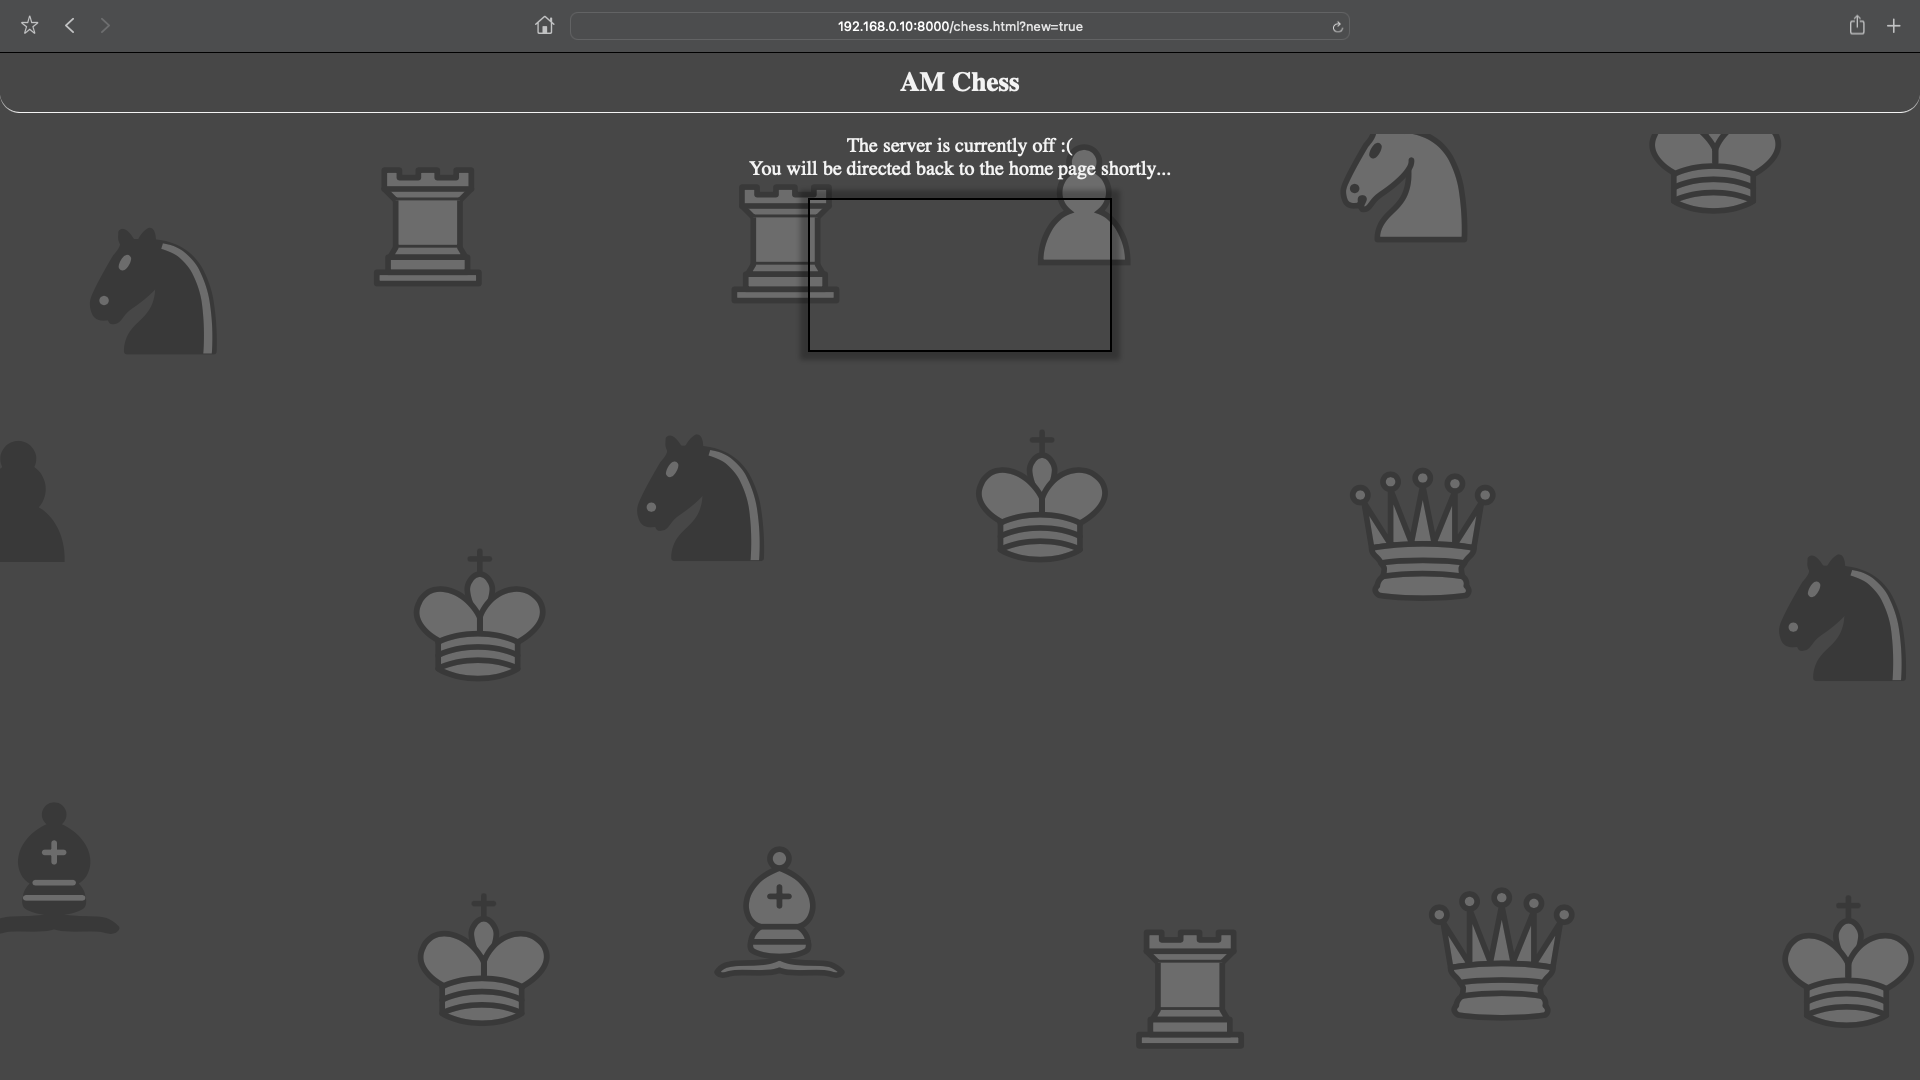 192.168.0.10:8000/chess.html?new=true
AM Chess
The server is currently off :(
You will be directed back to the home page shortly...